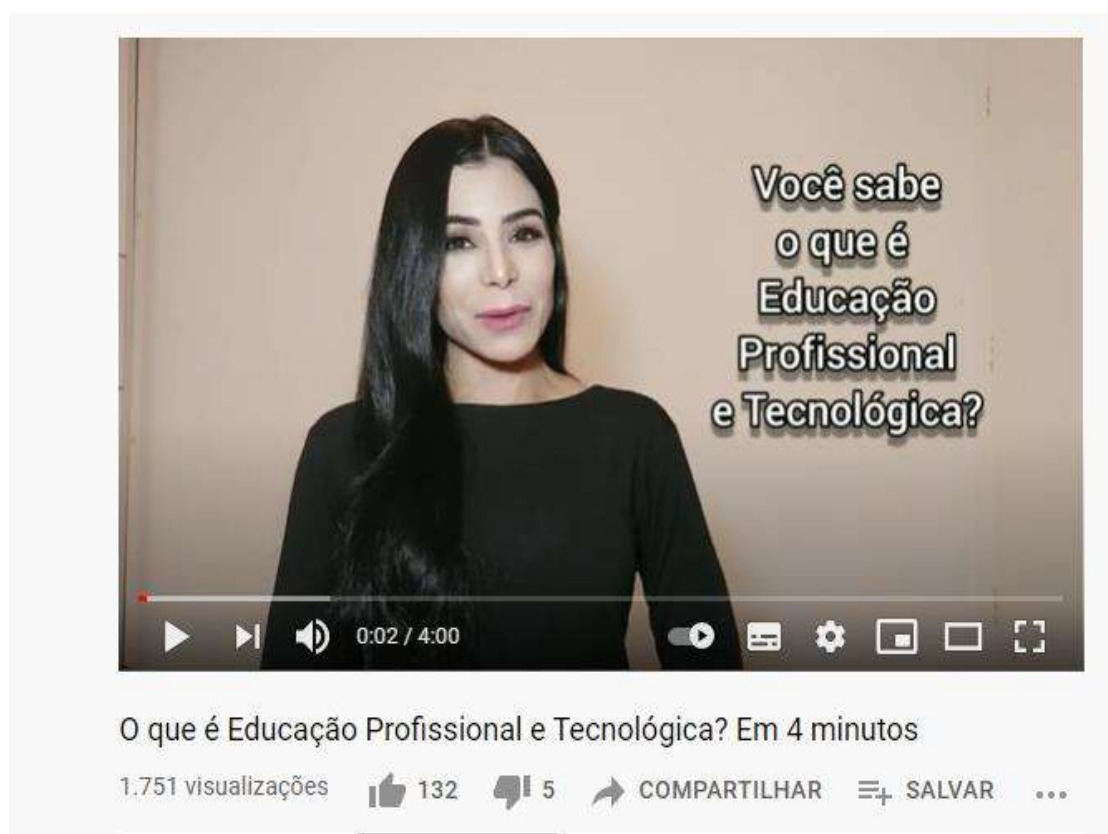 Você sabe
o que é
Educação
Profissional
e Tecnológica?
0:02 / 4:00
O que é Educação Profissional e Tecnológica? Em 4 minutos
1.751 visualizações 132 5 COMPARTILHAR SALVAR